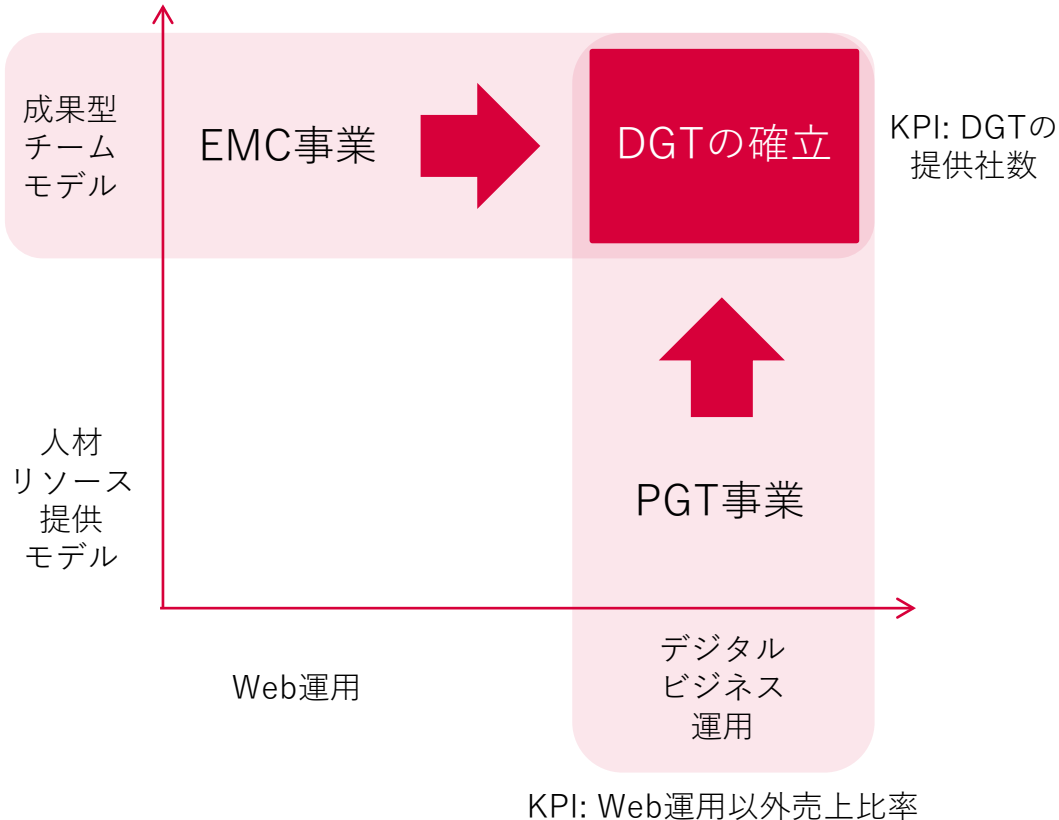 成果型
チーム
モデル
EMC事業
DGTの確立
KPI: DGTの
提供社数
人材
リソース
提供
モデル
PGT事業
Web運用
デジタル
ビジネス
運用
KPI: Web運用以外売上比率